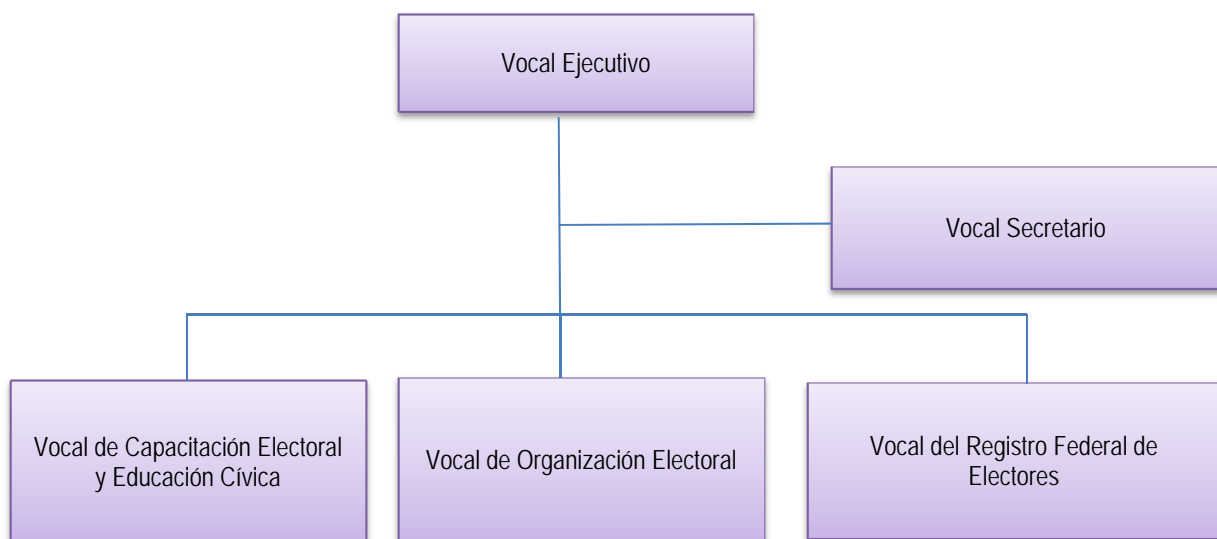 Vocal Ejecutivo
Vocal Secretario
Vocal de Capacitación Electoral
y Educación Cívica
Vocal de Organización Electoral
Vocal del Registro Federal de
Electores